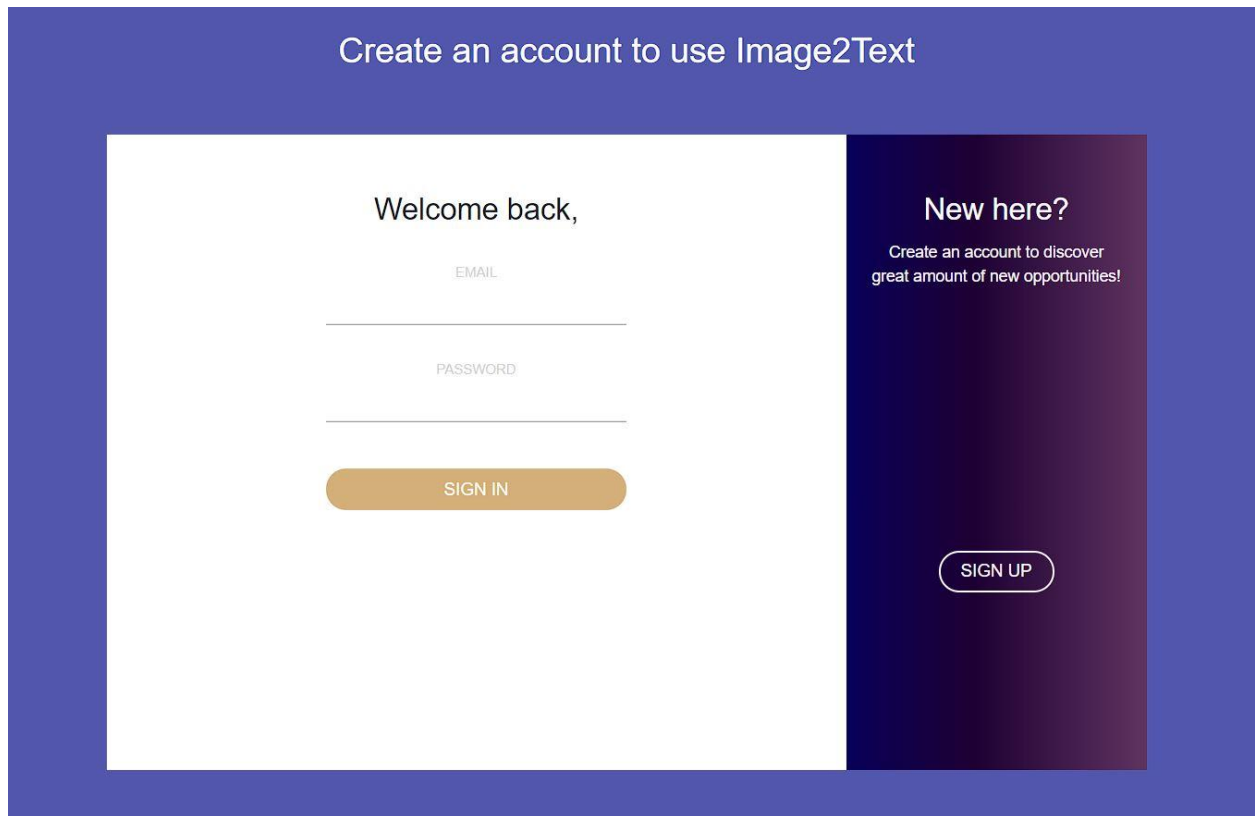 Create an account to use Image2Text
Welcome back,
EMAIL
PASSWORD
SIGN IN
New here?
Create an account to discover
great amount of new opportunities!
SIGN UP